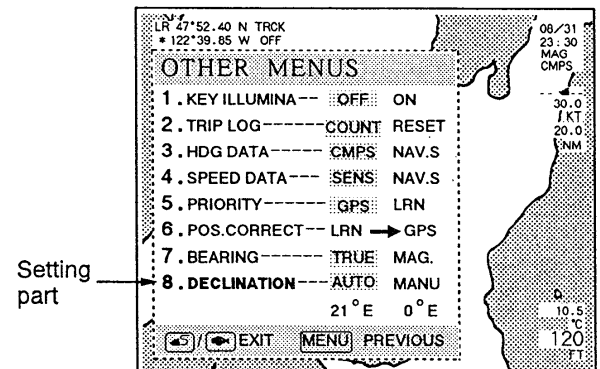 LR 47°52.40 N TRCK
* 122°39.85 W OFF
08/31
23:30
MAG
CMPS
OTHER MENUS
1. KEY ILLUMINA-- OFF ON
2. TRIP LOG------COUNT RESET
3. HDG DATA---- CMPS NAV.S
4. SPEED DATA---- SENS NAV.S
5. PRIORITY--- GPS LRN
6. POS.CORRECT-- LRN → GPS
7. BEARING----- TRUE MAG.
8. DECLINATION--- AUTO MANU
21°E 0°E
/ EXIT MENU PREVIOUS
30.0
KT
20.0
NM
Setting
part
10.5
°C
120
FT